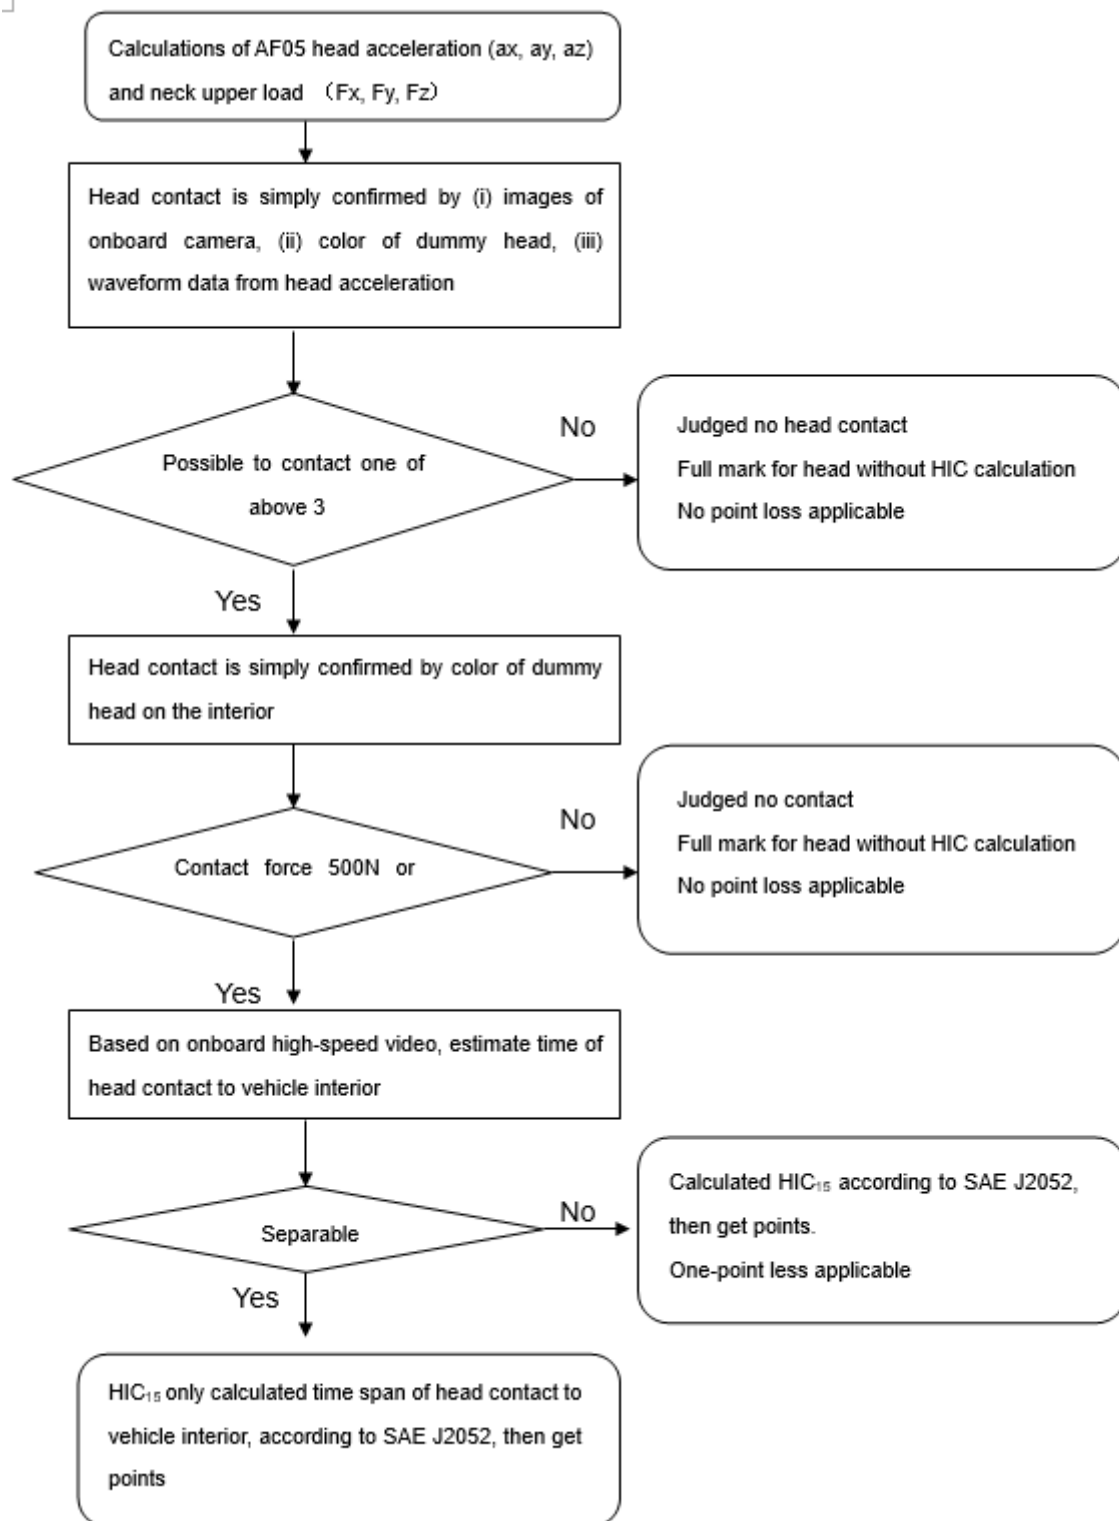 Calculations of AF05 head acceleration (ax, ay, az)
and neck upper load （Fx, Fy, Fz）
Head contact is simply confirmed by (i) images of
onboard camera, (ii) color of dummy head, (iii)
waveform data from head acceleration
Possible to contact one of
above 3
No
Judged no head contact
Full mark for head without HIC calculation
No point loss applicable
Yes
Head contact is simply confirmed by color of dummy
head on the interior
Contact force 500N or
No
Judged no contact
Full mark for head without HIC calculation
No point loss applicable
Yes
Based on onboard high-speed video, estimate time of
head contact to vehicle interior
Separable
No
Calculated HIC₁₅ according to SAE J2052,
then get points.
One-point less applicable
Yes
HIC₁₅ only calculated time span of head contact to
vehicle interior, according to SAE J2052, then get
points